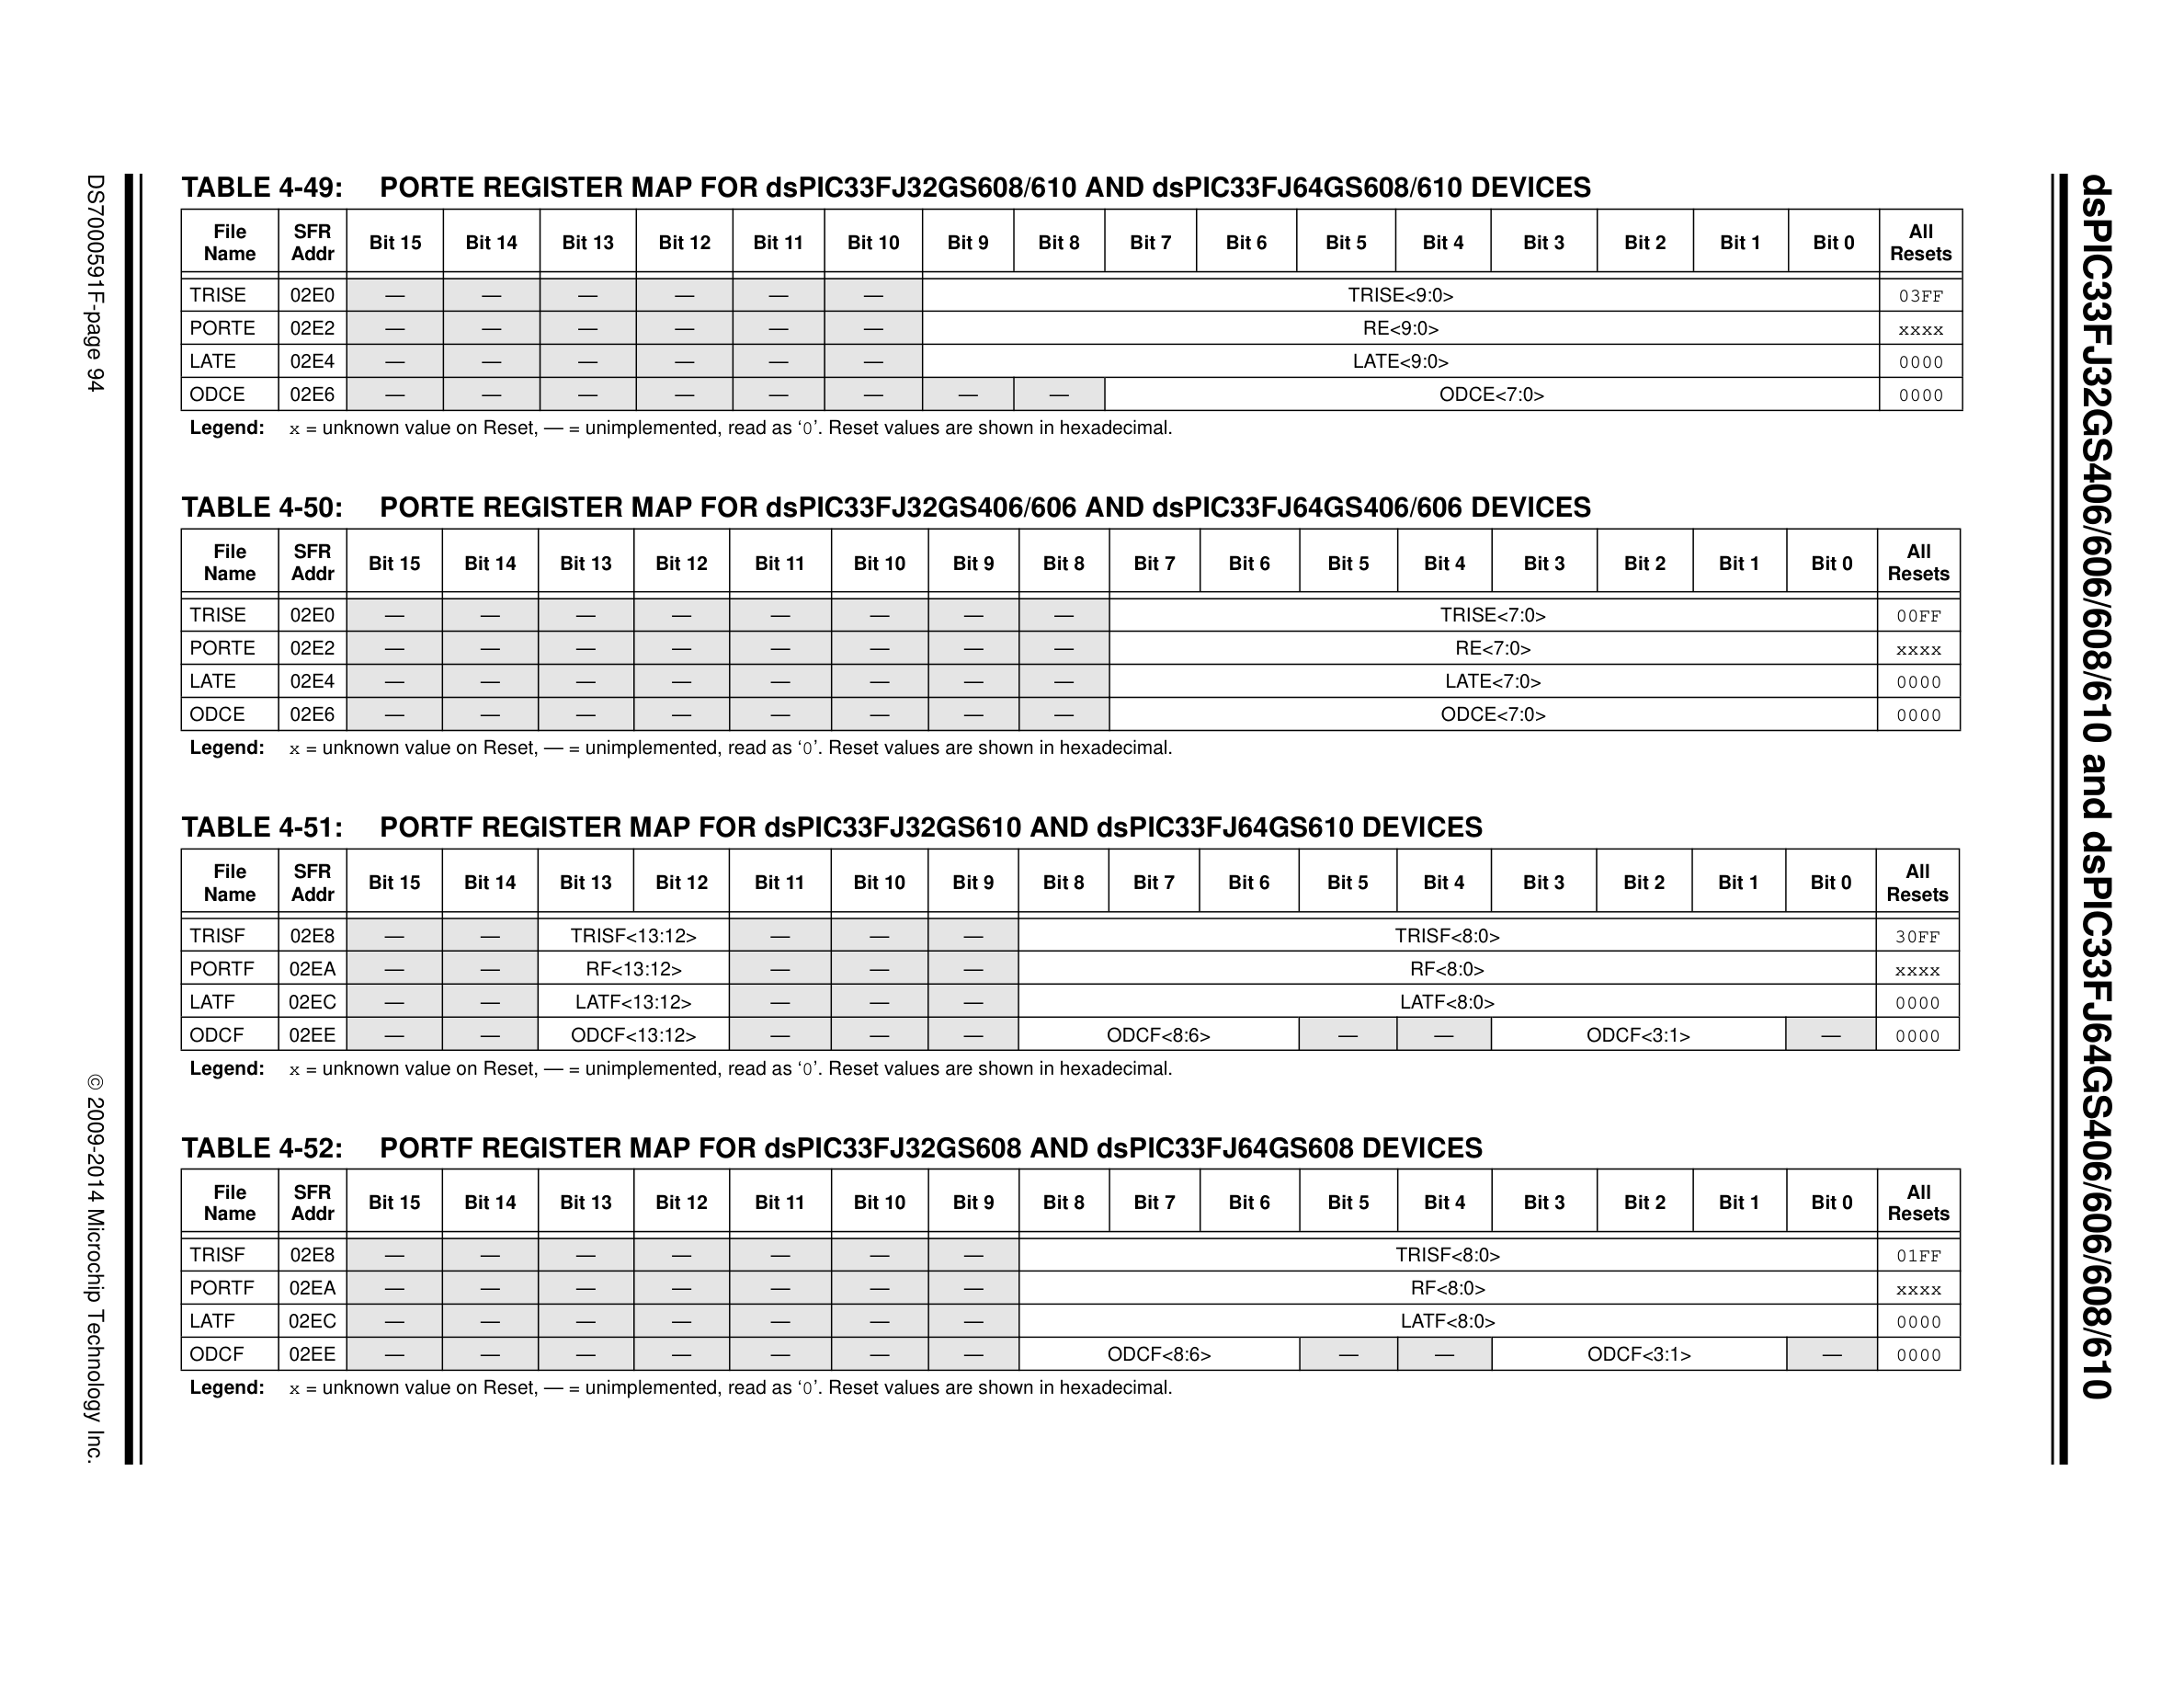 dsPIC33FJ32GS406/606/608/610 and dsPIC33FJ64GS406/606/608/610
TABLE 4-49: PORTE REGISTER MAP FOR dsPIC33FJ32GS608/610 AND dsPIC33FJ64GS608/610 DEVICES
File Name SFR Addr Bit 15 Bit 14 Bit 13 Bit 12 Bit 11 Bit 10 Bit 9 Bit 8 Bit 7 Bit 6 Bit 5 Bit 4 Bit 3 Bit 2 Bit 1 Bit 0 All Resets
TRISE 02E0 — — — — — — TRISE<9:0> 03FF
PORTE 02E2 — — — — — — RE<9:0> xxxx
LATE 02E4 — — — — — — LATE<9:0> 0000
ODCE 02E6 — — — — — — — — ODCE<7:0> 0000
Legend: x = unknown value on Reset, — = unimplemented, read as ‘0’. Reset values are shown in hexadecimal.
TABLE 4-50: PORTE REGISTER MAP FOR dsPIC33FJ32GS406/606 AND dsPIC33FJ64GS406/606 DEVICES
File Name SFR Addr Bit 15 Bit 14 Bit 13 Bit 12 Bit 11 Bit 10 Bit 9 Bit 8 Bit 7 Bit 6 Bit 5 Bit 4 Bit 3 Bit 2 Bit 1 Bit 0 All Resets
TRISE 02E0 — — — — — — — — TRISE<7:0> 00FF
PORTE 02E2 — — — — — — — — RE<7:0> xxxx
LATE 02E4 — — — — — — — — LATE<7:0> 0000
ODCE 02E6 — — — — — — — — ODCE<7:0> 0000
Legend: x = unknown value on Reset, — = unimplemented, read as ‘0’. Reset values are shown in hexadecimal.
TABLE 4-51: PORTF REGISTER MAP FOR dsPIC33FJ32GS610 AND dsPIC33FJ64GS610 DEVICES
File Name SFR Addr Bit 15 Bit 14 Bit 13 Bit 12 Bit 11 Bit 10 Bit 9 Bit 8 Bit 7 Bit 6 Bit 5 Bit 4 Bit 3 Bit 2 Bit 1 Bit 0 All Resets
TRISF 02E8 — — TRISF<13:12> — — — TRISF<8:0> 30FF
PORTF 02EA — — RF<13:12> — — — RF<8:0> xxxx
LATF 02EC — — LATF<13:12> — — — LATF<8:0> 0000
ODCF 02EE — — ODCF<13:12> — — — ODCF<8:6> — — ODCF<3:1> — 0000
Legend: x = unknown value on Reset, — = unimplemented, read as ‘0’. Reset values are shown in hexadecimal.
TABLE 4-52: PORTF REGISTER MAP FOR dsPIC33FJ32GS608 AND dsPIC33FJ64GS608 DEVICES
File Name SFR Addr Bit 15 Bit 14 Bit 13 Bit 12 Bit 11 Bit 10 Bit 9 Bit 8 Bit 7 Bit 6 Bit 5 Bit 4 Bit 3 Bit 2 Bit 1 Bit 0 All Resets
TRISF 02E8 — — — — — — — TRISF<8:0> 01FF
PORTF 02EA — — — — — — — RF<8:0> xxxx
LATF 02EC — — — — — — — LATF<8:0> 0000
ODCF 02EE — — — — — — — ODCF<8:6> — — ODCF<3:1> — 0000
Legend: x = unknown value on Reset, — = unimplemented, read as ‘0’. Reset values are shown in hexadecimal.
DS7000591F-page 94
© 2009-2014 Microchip Technology Inc.